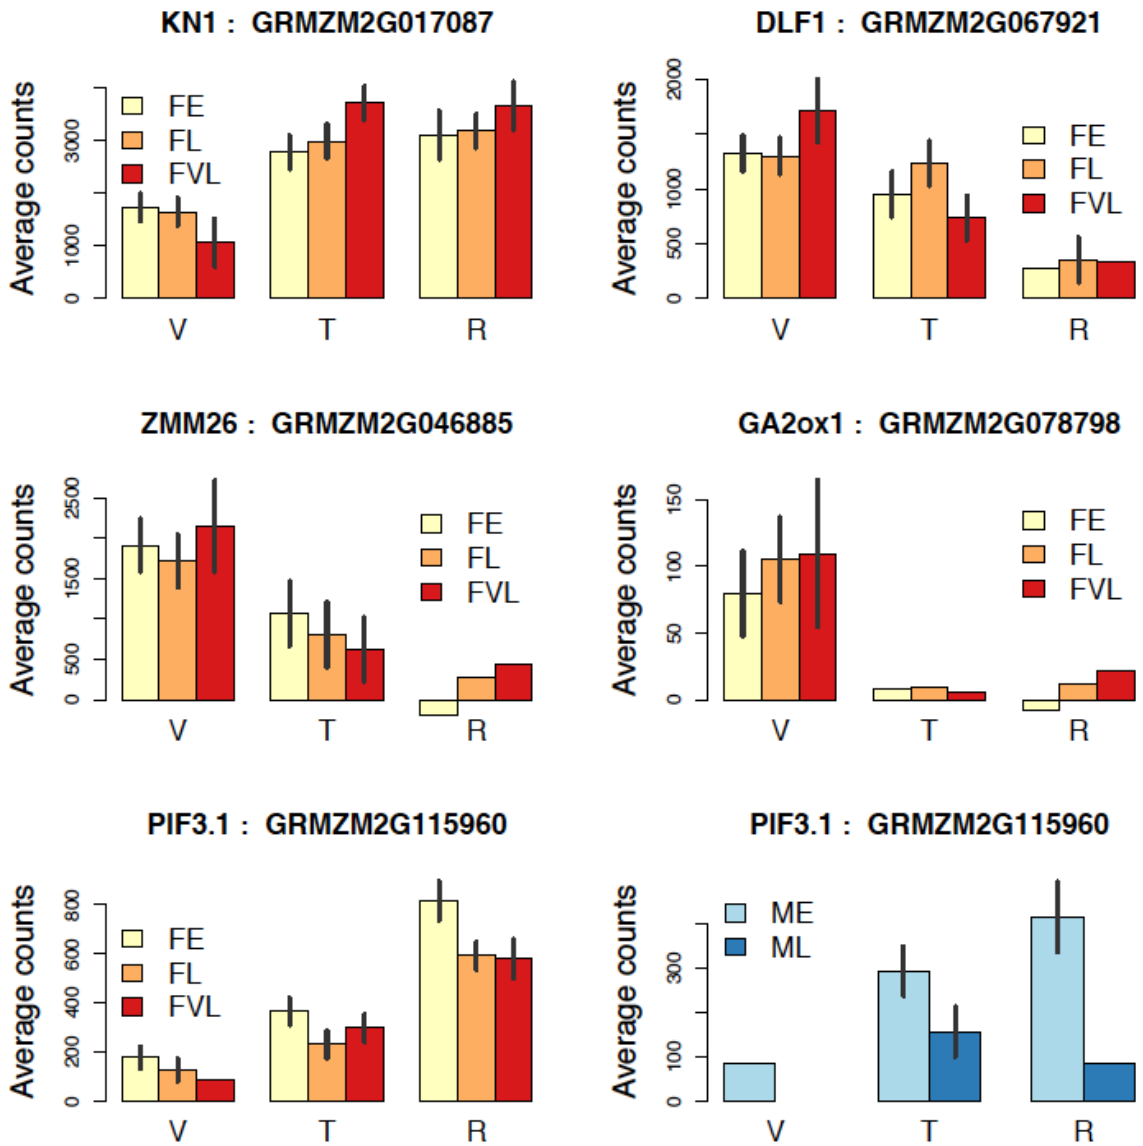 KN1 : GRMZM2G017087
Average counts
0
1000
3000
FE
FL
FVL
V T R
DLF1 : GRMZM2G067921
Average counts
0
500
1000
2000
FE
FL
FVL
V T R
ZMM26 : GRMZM2G046885
Average counts
0
500
1500
2500
FE
FL
FVL
V T R
GA2ox1 : GRMZM2G078798
Average counts
0
50
100
150
FE
FL
FVL
V T R
PIF3.1 : GRMZM2G115960
Average counts
0
200
400
600
800
FE
FL
FVL
V T R
PIF3.1 : GRMZM2G115960
Average counts
0
100
300
ME
ML
V T R